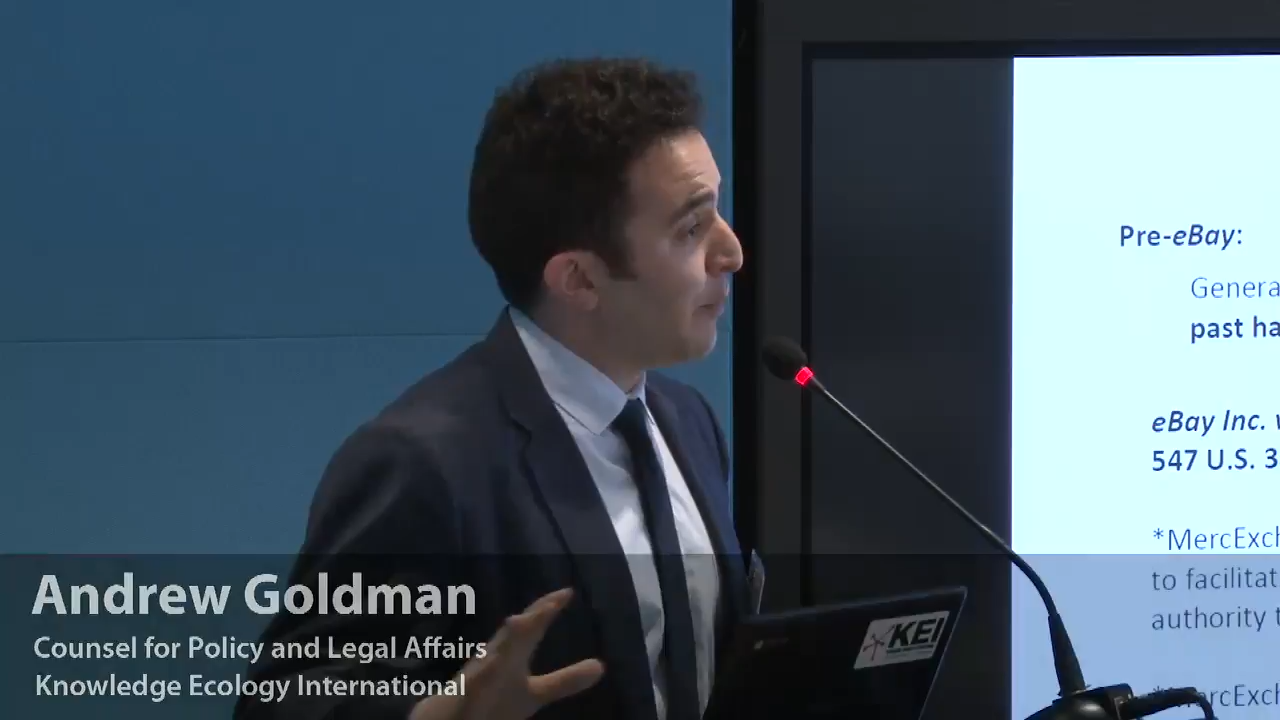 Pre-eBay:
Genera
past ha
eBay Inc. v
547 U.S. 3
*MercExch
to facilitat
authority t
*MercExch
Andrew Goldman
Counsel for Policy and Legal Affairs
Knowledge Ecology International
KEI